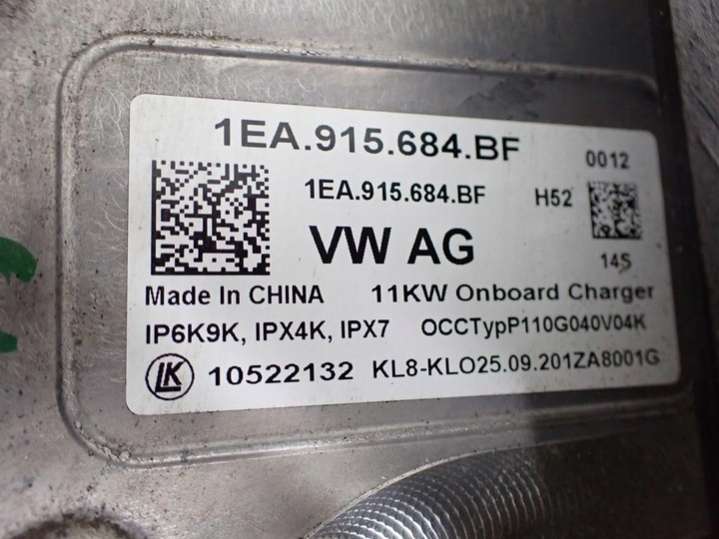 1EA.915.684.BF
0012
1EA.915.684.BF
H52
VW AG
14S
Made In CHINA
11KW Onboard Charger
IP6K9K, IPX4K, IPX7
OCCTypP110G040V04K
LK
10522132
KL8-KLO25.09.201ZA8001G